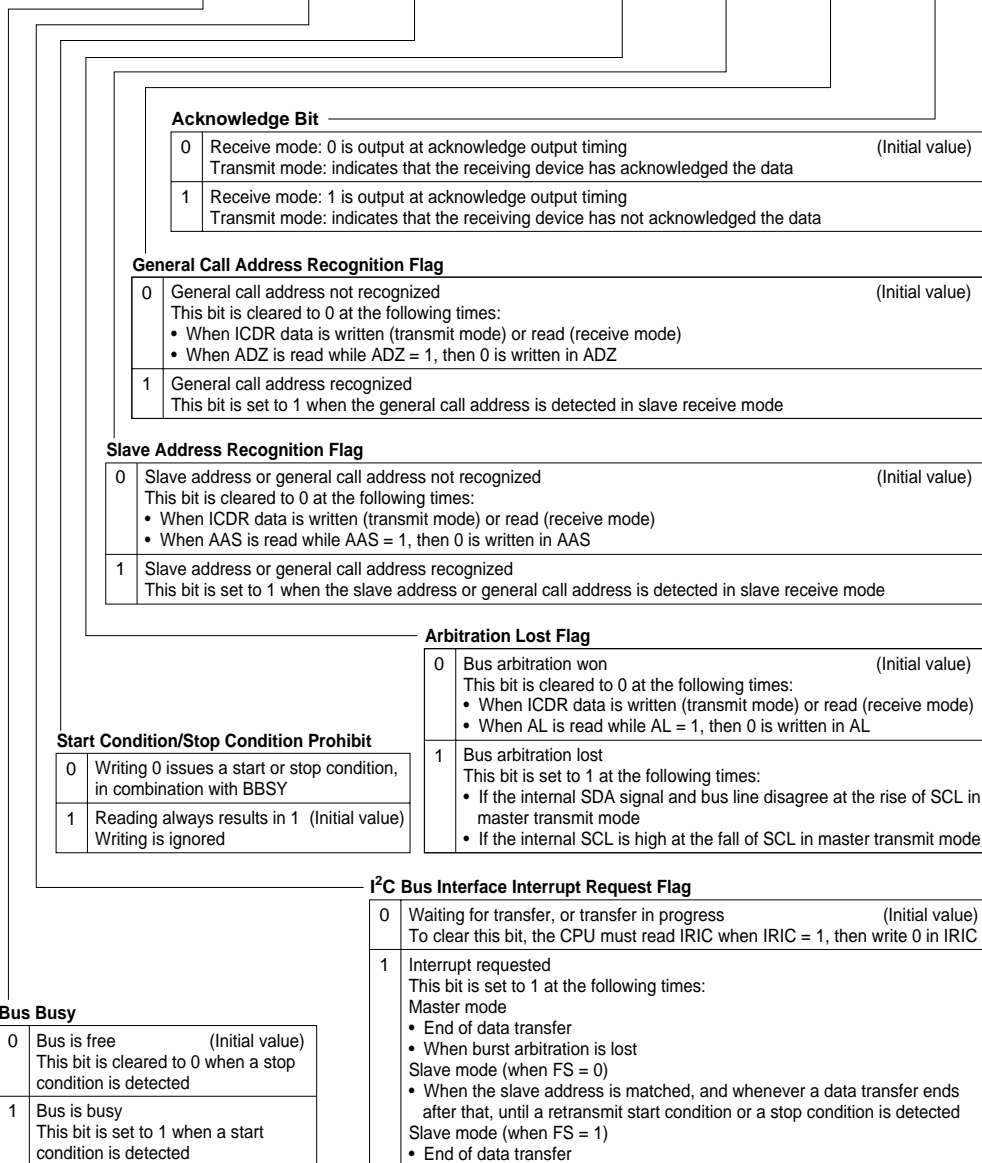 Acknowledge Bit
0 Receive mode: 0 is output at acknowledge output timing (Initial value)
Transmit mode: indicates that the receiving device has acknowledged the data
1 Receive mode: 1 is output at acknowledge output timing
Transmit mode: indicates that the receiving device has not acknowledged the data
General Call Address Recognition Flag
0 General call address not recognized (Initial value)
This bit is cleared to 0 at the following times:
• When ICDR data is written (transmit mode) or read (receive mode)
• When ADZ is read while ADZ = 1, then 0 is written in ADZ
1 General call address recognized
This bit is set to 1 when the general call address is detected in slave receive mode
Slave Address Recognition Flag
0 Slave address or general call address not recognized (Initial value)
This bit is cleared to 0 at the following times:
• When ICDR data is written (transmit mode) or read (receive mode)
• When AAS is read while AAS = 1, then 0 is written in AAS
1 Slave address or general call address recognized
This bit is set to 1 when the slave address or general call address is detected in slave receive mode
Arbitration Lost Flag
0 Bus arbitration won (Initial value)
This bit is cleared to 0 at the following times:
• When ICDR data is written (transmit mode) or read (receive mode)
• When AL is read while AL = 1, then 0 is written in AL
1 Bus arbitration lost
This bit is set to 1 at the following times:
• If the internal SDA signal and bus line disagree at the rise of SCL in
master transmit mode
• If the internal SCL is high at the fall of SCL in master transmit mode
Start Condition/Stop Condition Prohibit
0 Writing 0 issues a start or stop condition,
in combination with BBSY
1 Reading always results in 1 (Initial value)
Writing is ignored
I²C Bus Interface Interrupt Request Flag
0 Waiting for transfer, or transfer in progress (Initial value)
To clear this bit, the CPU must read IRIC when IRIC = 1, then write 0 in IRIC
1 Interrupt requested
This bit is set to 1 at the following times:
Master mode
• End of data transfer
• When burst arbitration is lost
Slave mode (when FS = 0)
• When the slave address is matched, and whenever a data transfer ends
after that, until a retransmit start condition or a stop condition is detected
Slave mode (when FS = 1)
• End of data transfer
Bus Busy
0 Bus is free (Initial value)
This bit is cleared to 0 when a stop
condition is detected
1 Bus is busy
This bit is set to 1 when a start
condition is detected